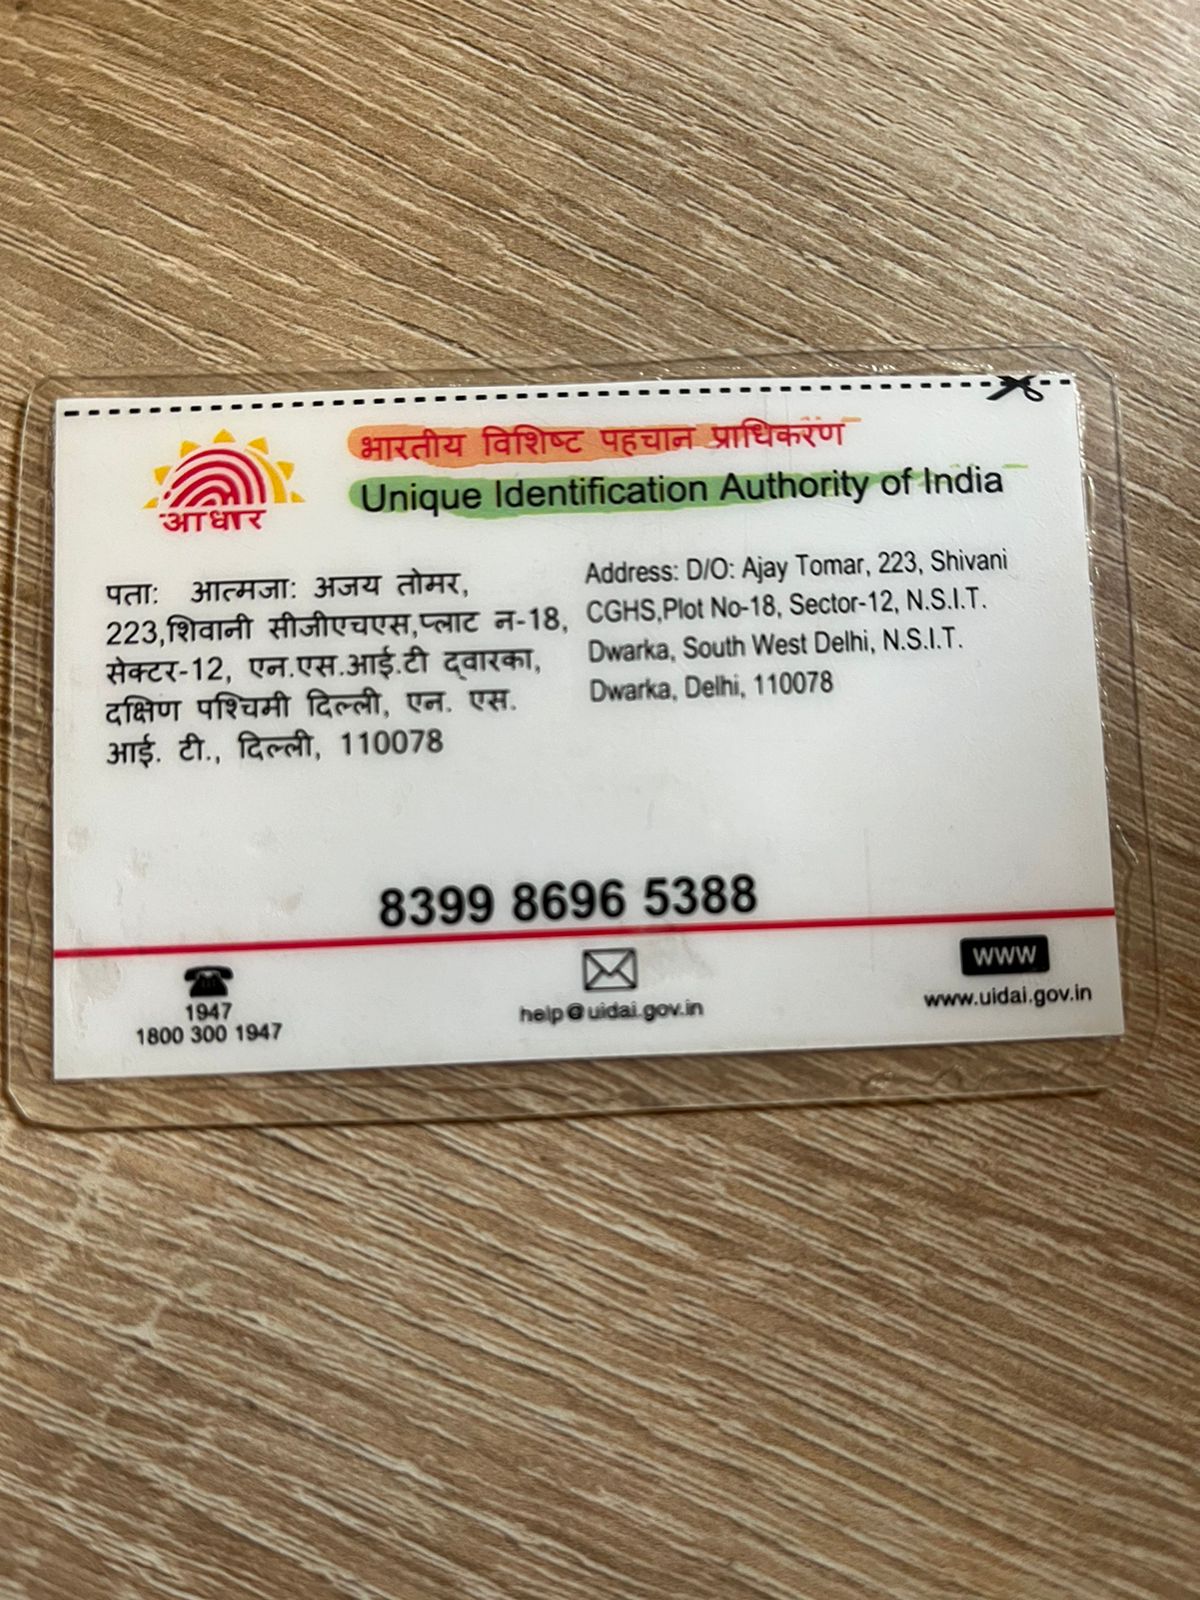 भारतीय विशिष्ट पहचान प्राधिकरण
Unique Identification Authority of India
आधार
पता: आत्मजा: अजय तोमर,
223,शिवानी सीजीएचएस,प्लाट न-18,
सेक्टर-12, एन.एस.आई.टी द्वारका,
दक्षिण पश्चिमी दिल्ली, एन. एस.
आई. टी., दिल्ली, 110078
Address: D/O: Ajay Tomar, 223, Shivani
CGHS,Plot No-18, Sector-12, N.S.I.T.
Dwarka, South West Delhi, N.S.I.T.
Dwarka, Delhi, 110078
8399 8696 5388
1947
1800 300 1947
help@uidai.gov.in
WWW
www.uidai.gov.in